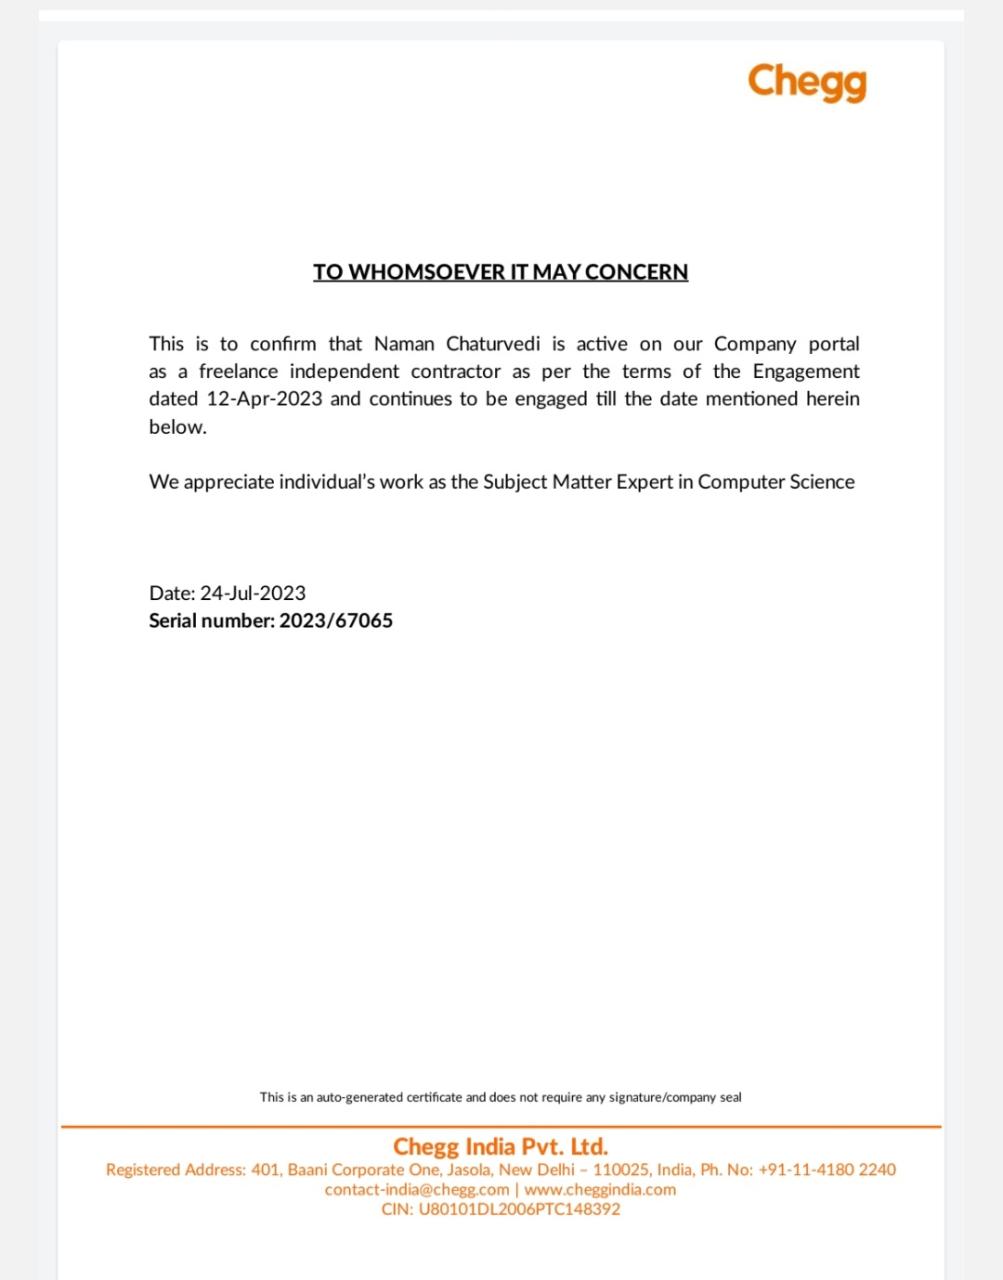 Chegg
TO WHOMSOEVER IT MAY CONCERN
This is to confirm that Naman Chaturvedi is active on our Company portal
as a freelance independent contractor as per the terms of the Engagement
dated 12-Apr-2023 and continues to be engaged till the date mentioned herein
below.
We appreciate individual’s work as the Subject Matter Expert in Computer Science
Date: 24-Jul-2023
Serial number: 2023/67065
This is an auto-generated certificate and does not require any signature/company seal
Chegg India Pvt. Ltd.
Registered Address: 401, Baani Corporate One, Jasola, New Delhi – 110025, India, Ph. No: +91-11-4180 2240
contact-india@chegg.com | www.cheggindia.com
CIN: U80101DL2006PTC148392